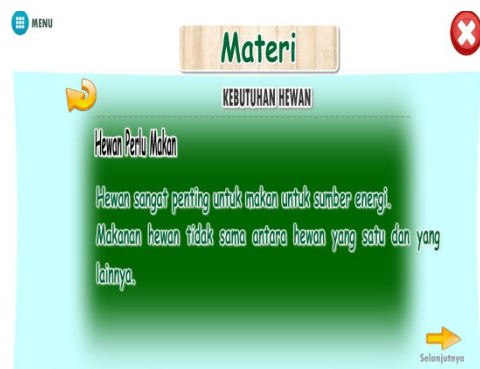 MENU
Materi
KEBUTUHAN HEWAN
Hewan Perlu Makan
Hewan sangat penting untuk makan untuk sumber energi.
Makanan hewan tidak sama antara hewan yang satu dan yang
lainnya.
Selanjutnya